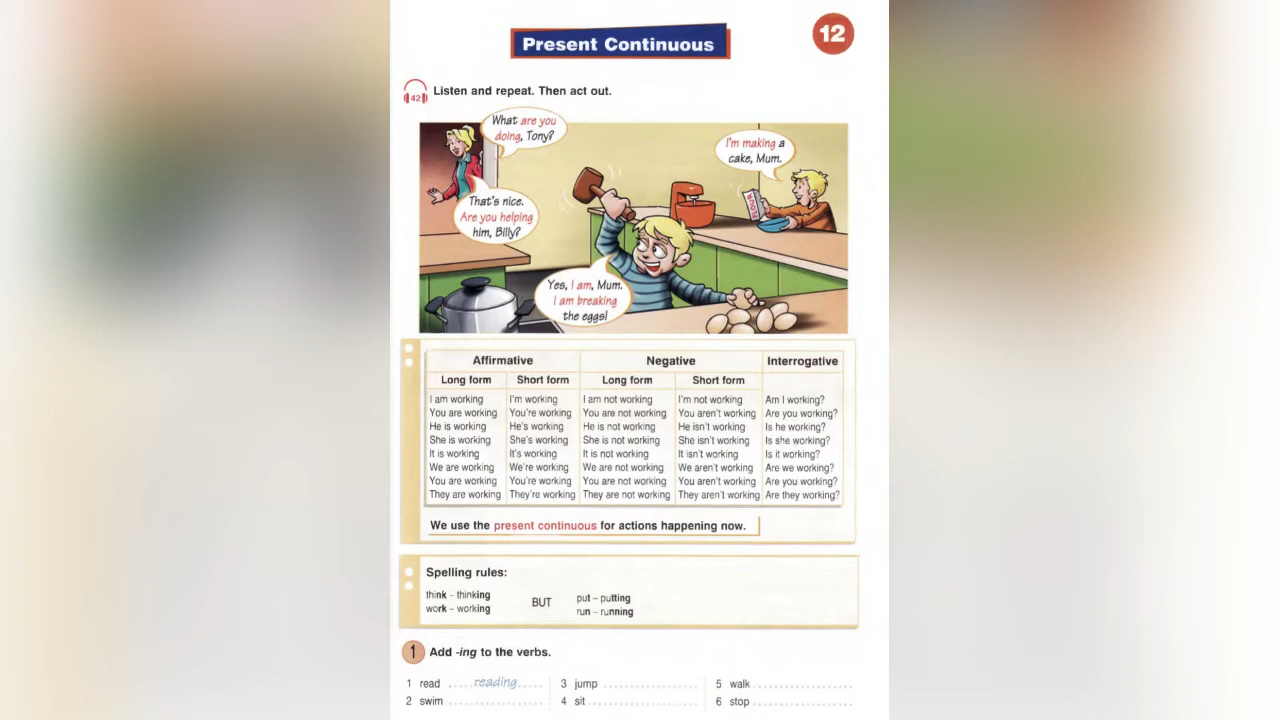 Present Continuous
12
42
Listen and repeat. Then act out.
What are you
doing, Tony?
I'm making a
cake, Mum.
That's nice.
Are you helping
him, Billy?
FLOUR
Yes, I am, Mum.
I am breaking
the eggs!
Affirmative Negative Interrogative
Long form Short form Long form Short form
I am working I'm working I am not working I'm not working Am I working?
You are working You're working You are not working You aren't working Are you working?
He is working He's working He is not working He isn't working Is he working?
She is working She's working She is not working She isn't working Is she working?
It is working It's working It is not working It isn't working Is it working?
We are working We're working We are not working We aren't working Are we working?
You are working You're working You are not working You aren't working Are you working?
They are working They're working They are not working They aren't working Are they working?
We use the present continuous for actions happening now.
Spelling rules:
think – thinking
work – working
BUT
put – putting
run – running
1 Add -ing to the verbs.
1 read reading 3 jump 5 walk
2 swim 4 sit 6 stop